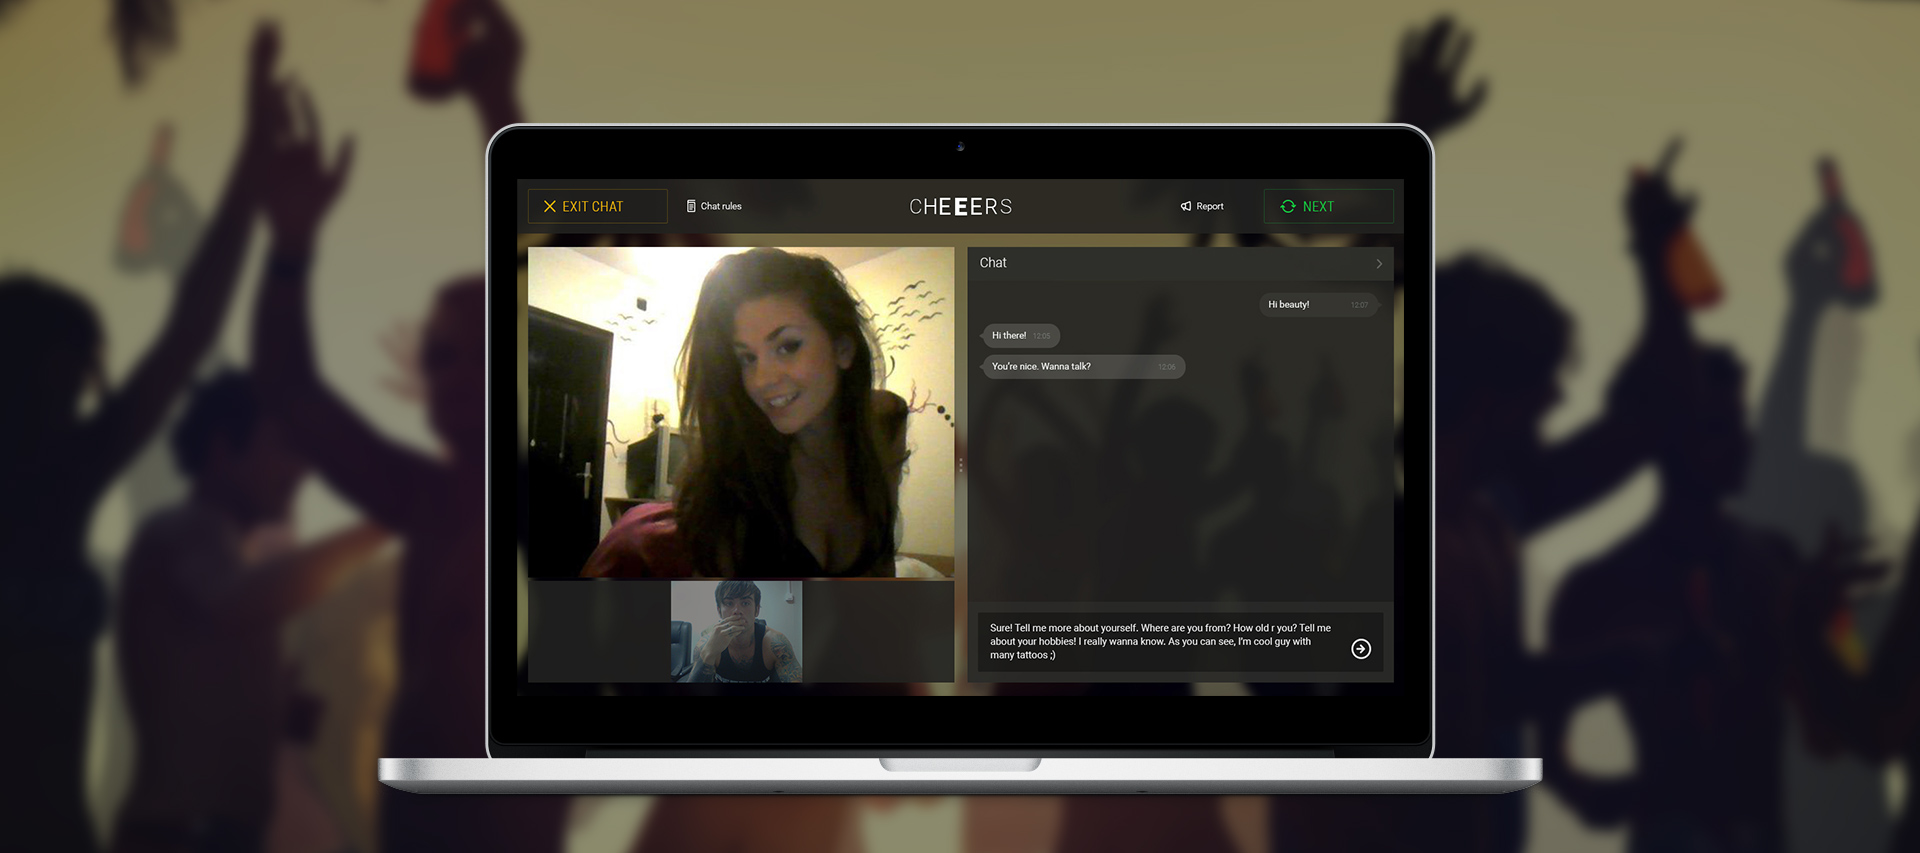 EXIT CHAT
Chat rules
CHEEERS
Report
NEXT
Chat
Hi beauty! 12:07
Hi there! 12:05
You're nice. Wanna talk? 12:06
Sure! Tell me more about yourself. Where are you from? How old r you? Tell me
about your hobbies! I really wanna know. As you can see, I'm cool guy with
many tattoos ;)